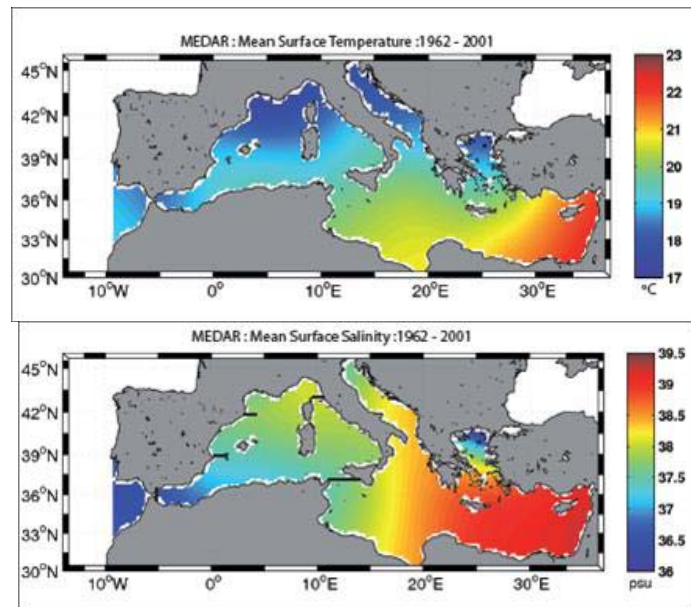 MEDAR : Mean Surface Temperature :1962 - 2001
45°N
42°N
39°N
36°N
33°N
30°N
10°W 0° 10°E 20°E 30°E
23
22
21
20
19
18
17
°C
MEDAR : Mean Surface Salinity :1962 - 2001
45°N
42°N
39°N
36°N
33°N
30°N
10°W 0° 10°E 20°E 30°E
39.5
39
38.5
38
37.5
37
36.5
36
psu